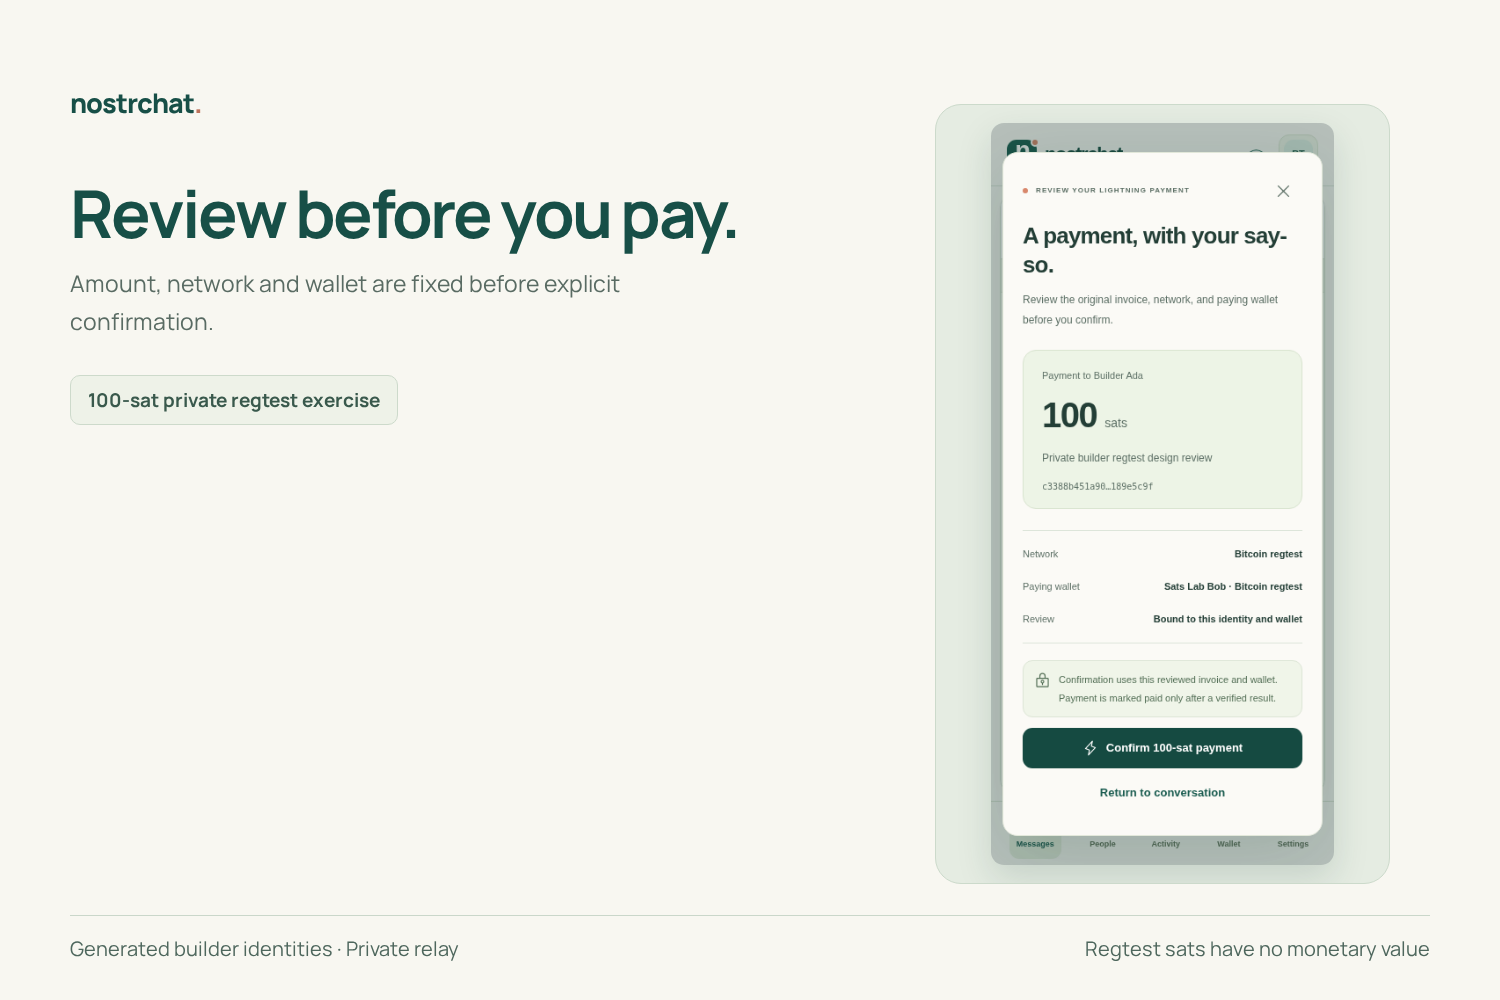 nostrchat.
Review before you pay.
Amount, network and wallet are fixed before explicit
confirmation.
100-sat private regtest exercise
REVIEW YOUR LIGHTNING PAYMENT
A payment, with your say-
so.
Review the original invoice, network, and paying wallet
before you confirm.
Payment to Builder Ada
100 sats
Private builder regtest design review
c3388b451a90…189e5c9f
Network Bitcoin regtest
Paying wallet Sats Lab Bob · Bitcoin regtest
Review Bound to this identity and wallet
Confirmation uses this reviewed invoice and wallet.
Payment is marked paid only after a verified result.
Confirm 100-sat payment
Return to conversation
Messages People Activity Wallet Settings
Generated builder identities · Private relay
Regtest sats have no monetary value